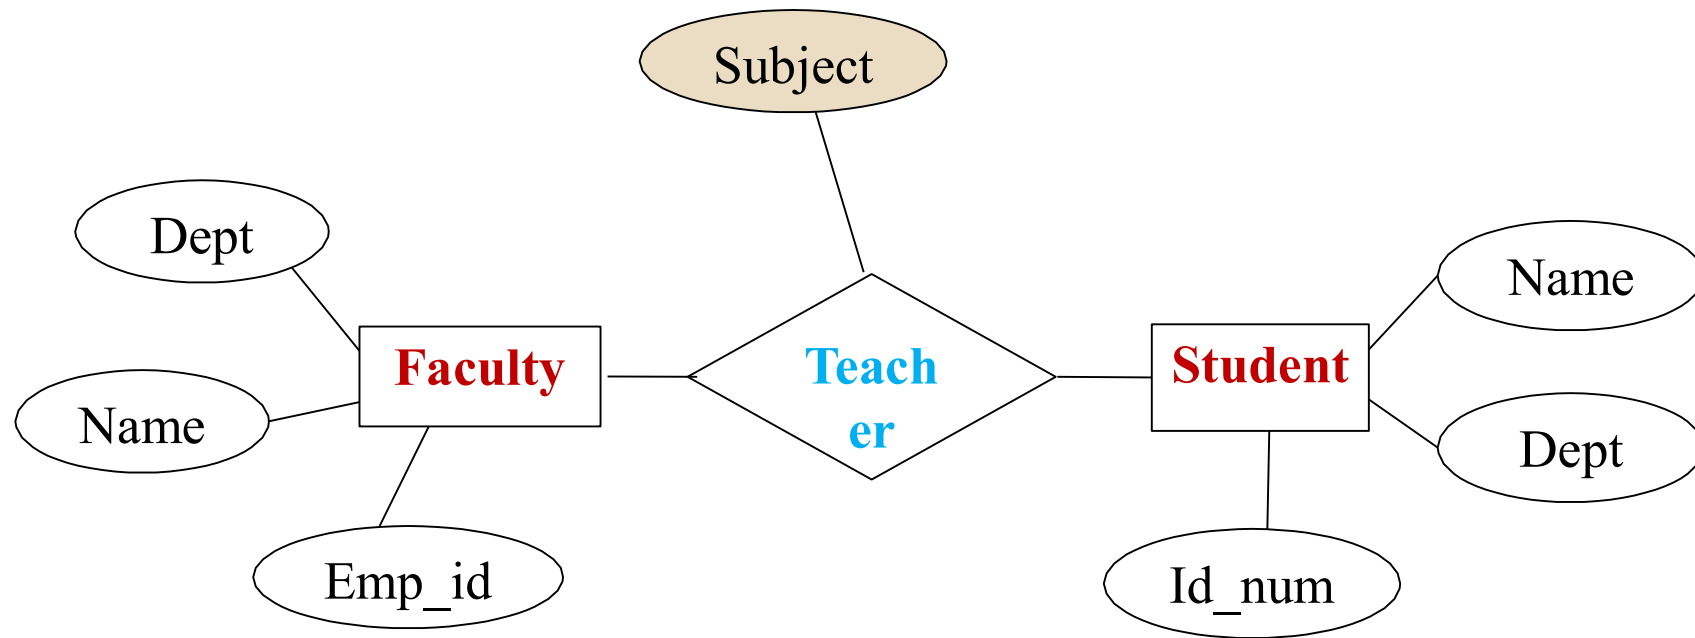 Subject
Dept
Name
Faculty
Teach
er
Student
Name
Dept
Emp_id
Id_num